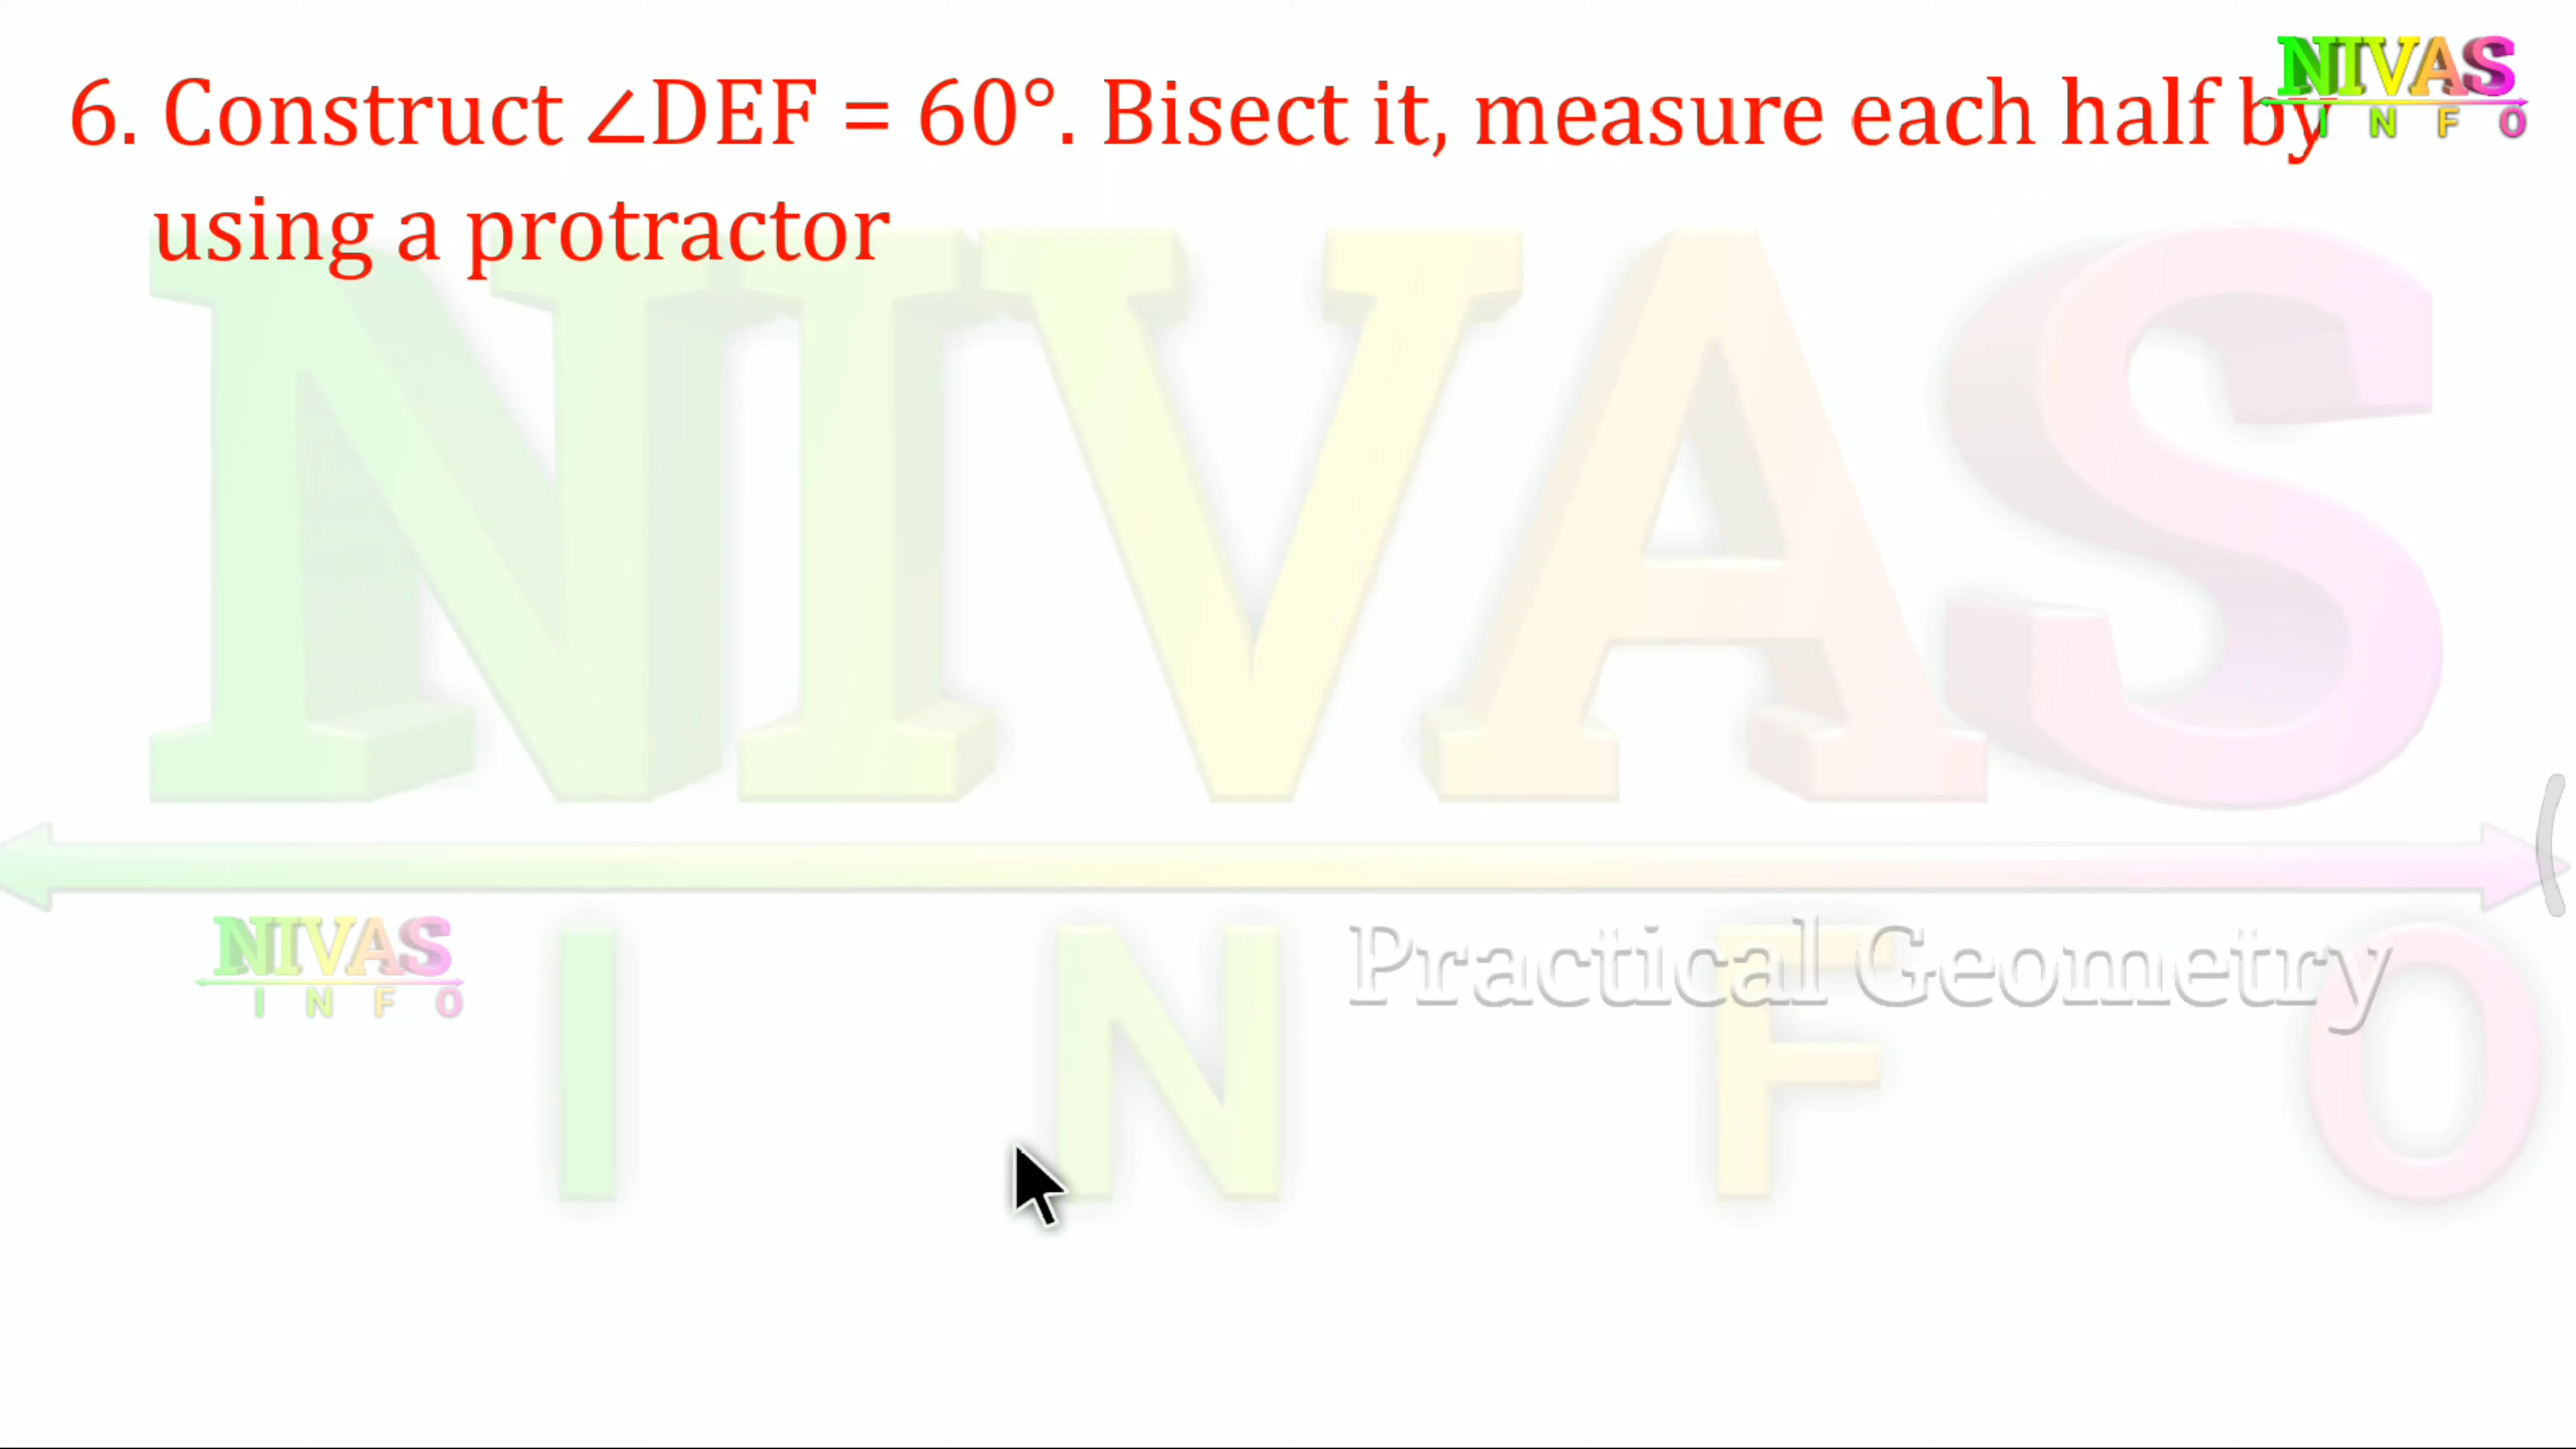 NIVAS
INFO
6. Construct ∠DEF = 60°. Bisect it, measure each half by
using a protractor
NIVAS
NIVAS
INFO
Practical Geometry
INFO